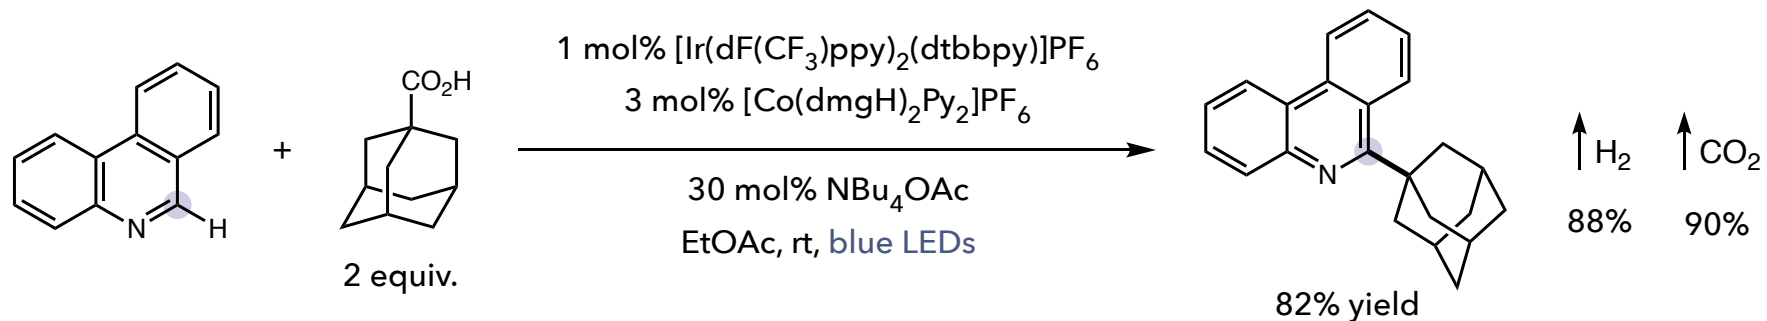 N
H
+
CO2H
2 equiv.
1 mol% [Ir(dF(CF3)ppy)2(dtbbpy)]PF6
3 mol% [Co(dmgH)2Py2]PF6
30 mol% NBu4OAc
EtOAc, rt, blue LEDs
N
82% yield
H2
88%
CO2
90%